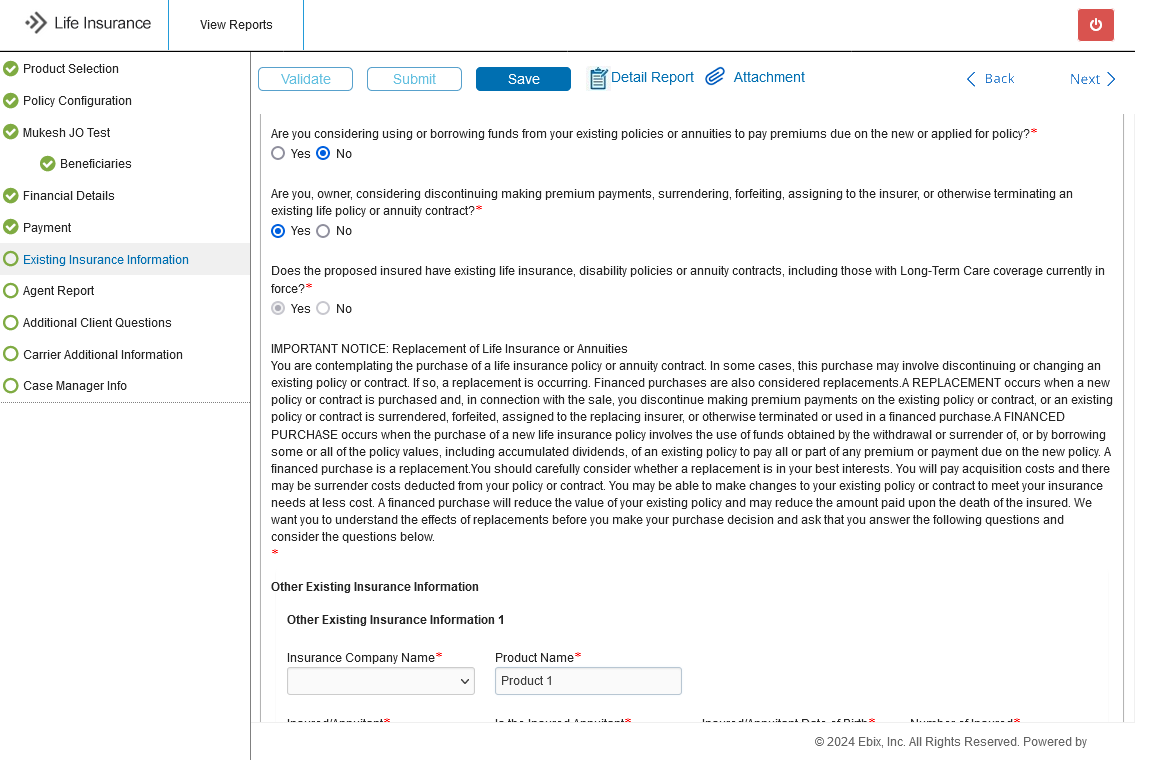 Life Insurance
View Reports
Product Selection
Policy Configuration
Mukesh JO Test
Beneficiaries
Financial Details
Payment
Existing Insurance Information
Agent Report
Additional Client Questions
Carrier Additional Information
Case Manager Info
Validate
Submit
Save
Detail Report
Attachment
Back
Next
Are you considering using or borrowing funds from your existing policies or annuities to pay premiums due on the new or applied for policy?*
Yes No
Are you, owner, considering discontinuing making premium payments, surrendering, forfeiting, assigning to the insurer, or otherwise terminating an
existing life policy or annuity contract?*
Yes No
Does the proposed insured have existing life insurance, disability policies or annuity contracts, including those with Long-Term Care coverage currently in
force?*
Yes No
IMPORTANT NOTICE: Replacement of Life Insurance or Annuities
You are contemplating the purchase of a life insurance policy or annuity contract. In some cases, this purchase may involve discontinuing or changing an
existing policy or contract. If so, a replacement is occurring. Financed purchases are also considered replacements.A REPLACEMENT occurs when a new
policy or contract is purchased and, in connection with the sale, you discontinue making premium payments on the existing policy or contract, or an existing
policy or contract is surrendered, forfeited, assigned to the replacing insurer, or otherwise terminated or used in a financed purchase.A FINANCED
PURCHASE occurs when the purchase of a new life insurance policy involves the use of funds obtained by the withdrawal or surrender of, or by borrowing
some or all of the policy values, including accumulated dividends, of an existing policy to pay all or part of any premium or payment due on the new policy. A
financed purchase is a replacement.You should carefully consider whether a replacement is in your best interests. You will pay acquisition costs and there
may be surrender costs deducted from your policy or contract. You may be able to make changes to your existing policy or contract to meet your insurance
needs at less cost. A financed purchase will reduce the value of your existing policy and may reduce the amount paid upon the death of the insured. We
want you to understand the effects of replacements before you make your purchase decision and ask that you answer the following questions and
consider the questions below.
*
Other Existing Insurance Information
Other Existing Insurance Information 1
Insurance Company Name* Product Name*
Product 1
Insured/Annuitant* Is the Insured Annuitant* Insured/Annuitant Date of Birth* Number of Insured*
© 2024 Ebix, Inc. All Rights Reserved. Powered by